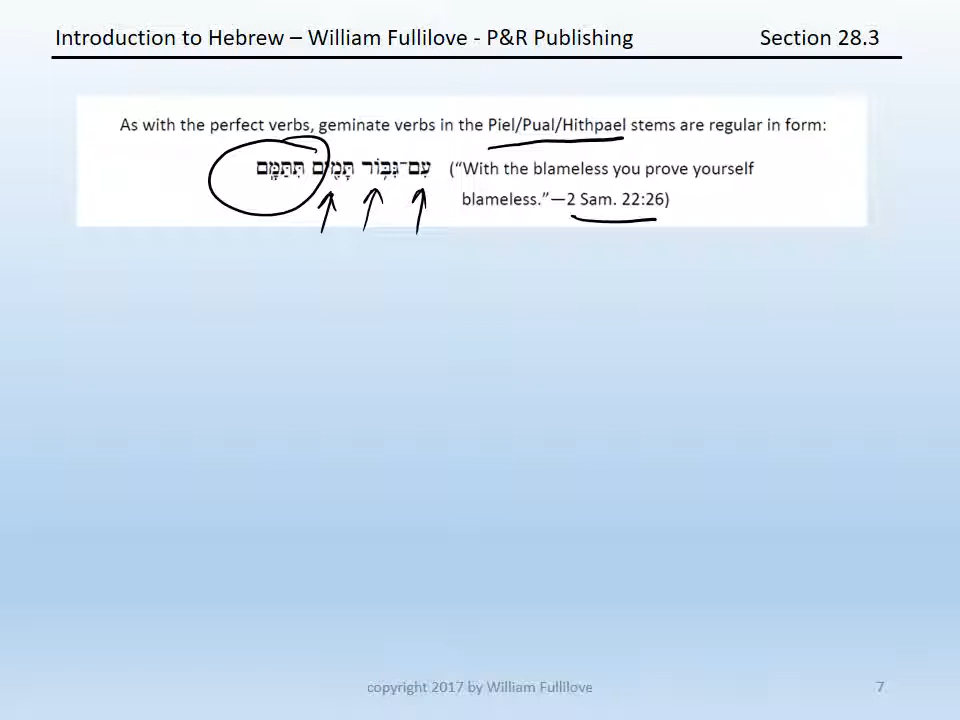 Introduction to Hebrew – William Fullilove - P&R Publishing Section 28.3
As with the perfect verbs, geminate verbs in the Piel/Pual/Hithpael stems are regular in form:
עִם־גִּבּ֥וֹר תָּמִ֖ים תִּתַּמָּֽם ("With the blameless you prove yourself
blameless."—2 Sam. 22:26)
copyright 2017 by William Fullilove 7